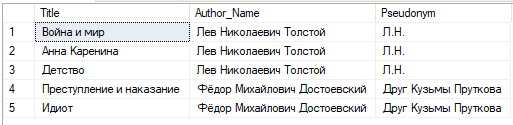 Title Author_Name Pseudonym
1 Война и мир Лев Николаевич Толстой Л.Н.
2 Анна Каренина Лев Николаевич Толстой Л.Н.
3 Детство Лев Николаевич Толстой Л.Н.
4 Преступление и наказание Фёдор Михайлович Достоевский Друг Кузьмы Пруткова
5 Идиот Фёдор Михайлович Достоевский Друг Кузьмы Пруткова